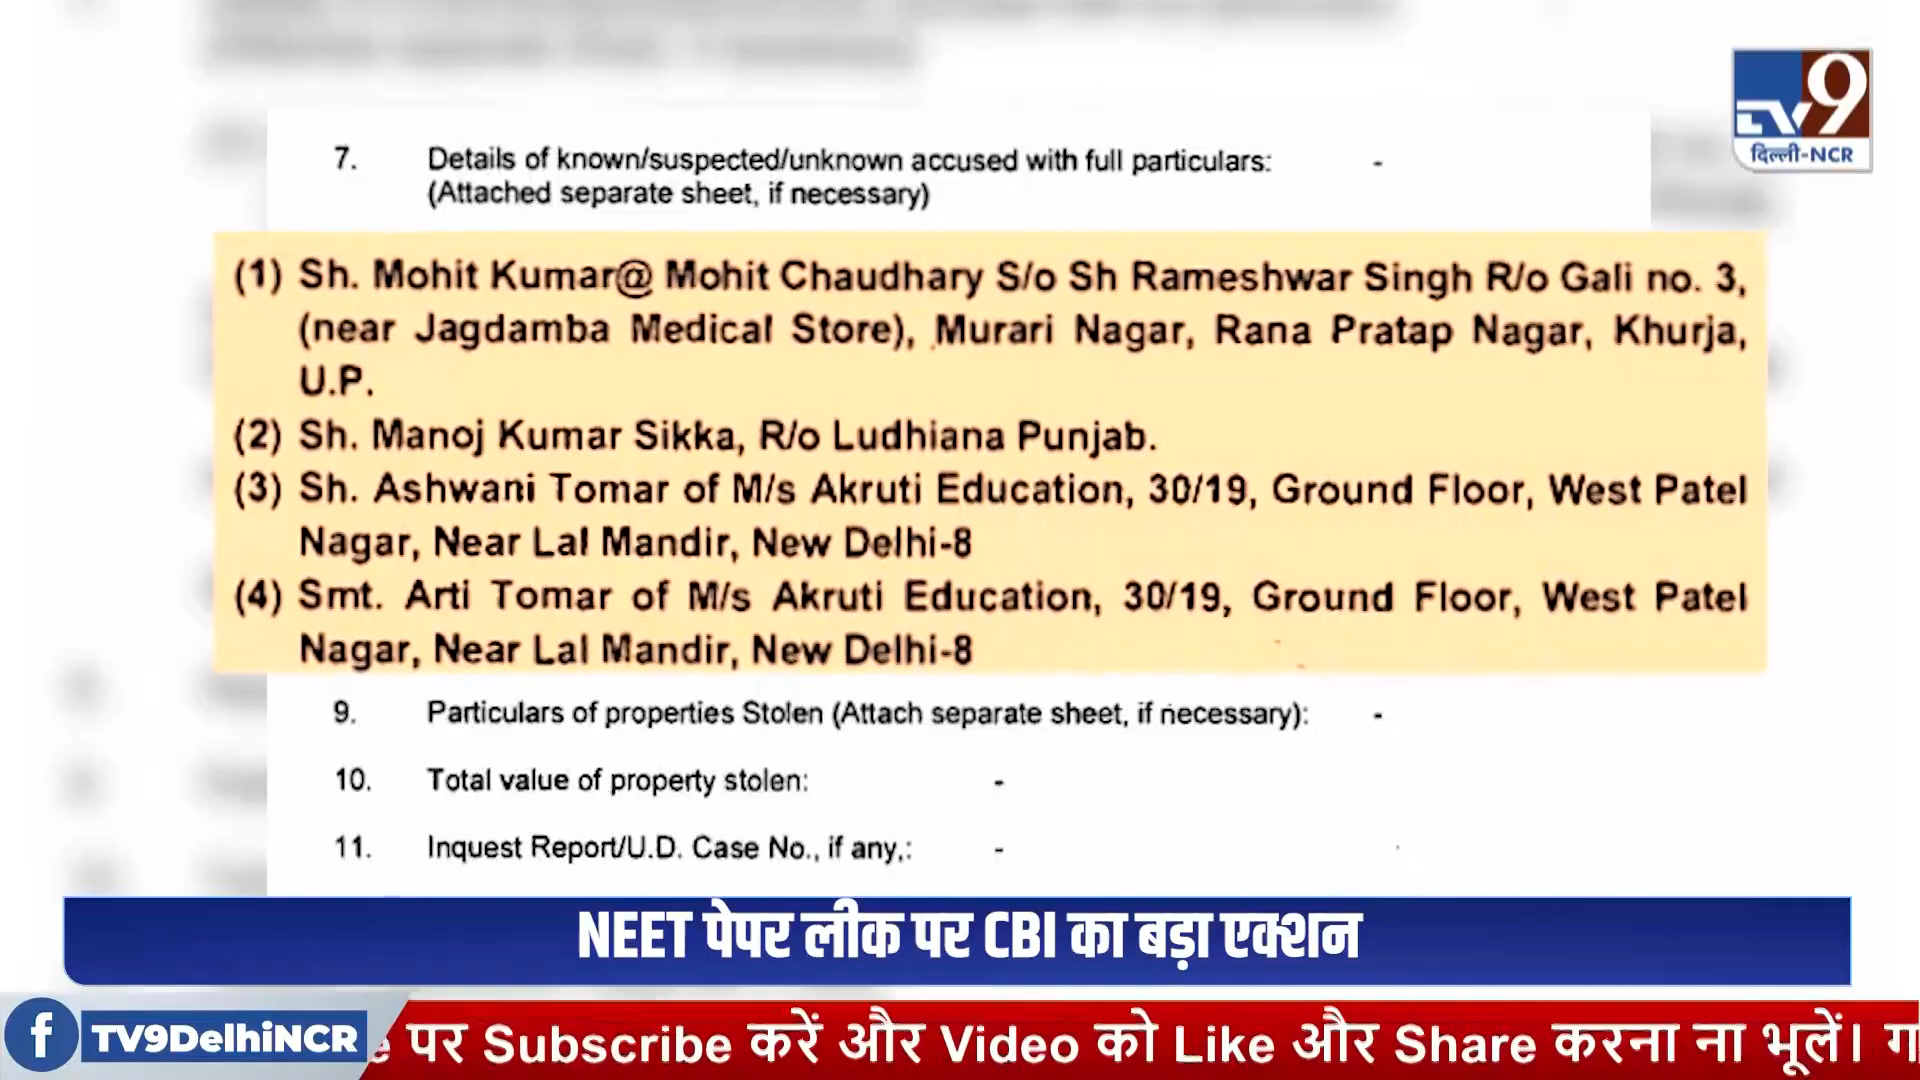 TV9
दिल्ली-NCR
7. Details of known/suspected/unknown accused with full particulars: -
(Attached separate sheet, if necessary)
(1) Sh. Mohit Kumar@ Mohit Chaudhary S/o Sh Rameshwar Singh R/o Gali no. 3,
(near Jagdamba Medical Store), Murari Nagar, Rana Pratap Nagar, Khurja,
U.P.
(2) Sh. Manoj Kumar Sikka, R/o Ludhiana Punjab.
(3) Sh. Ashwani Tomar of M/s Akruti Education, 30/19, Ground Floor, West Patel
Nagar, Near Lal Mandir, New Delhi-8
(4) Smt. Arti Tomar of M/s Akruti Education, 30/19, Ground Floor, West Patel
Nagar, Near Lal Mandir, New Delhi-8
9. Particulars of properties Stolen (Attach separate sheet, if necessary): -
10. Total value of property stolen: -
11. Inquest Report/U.D. Case No., if any,: -
NEET पेपर लीक पर CBI का बड़ा एक्शन
f TV9DelhiNCR
पर Subscribe करें और Video को Like और Share करना ना भूलें।